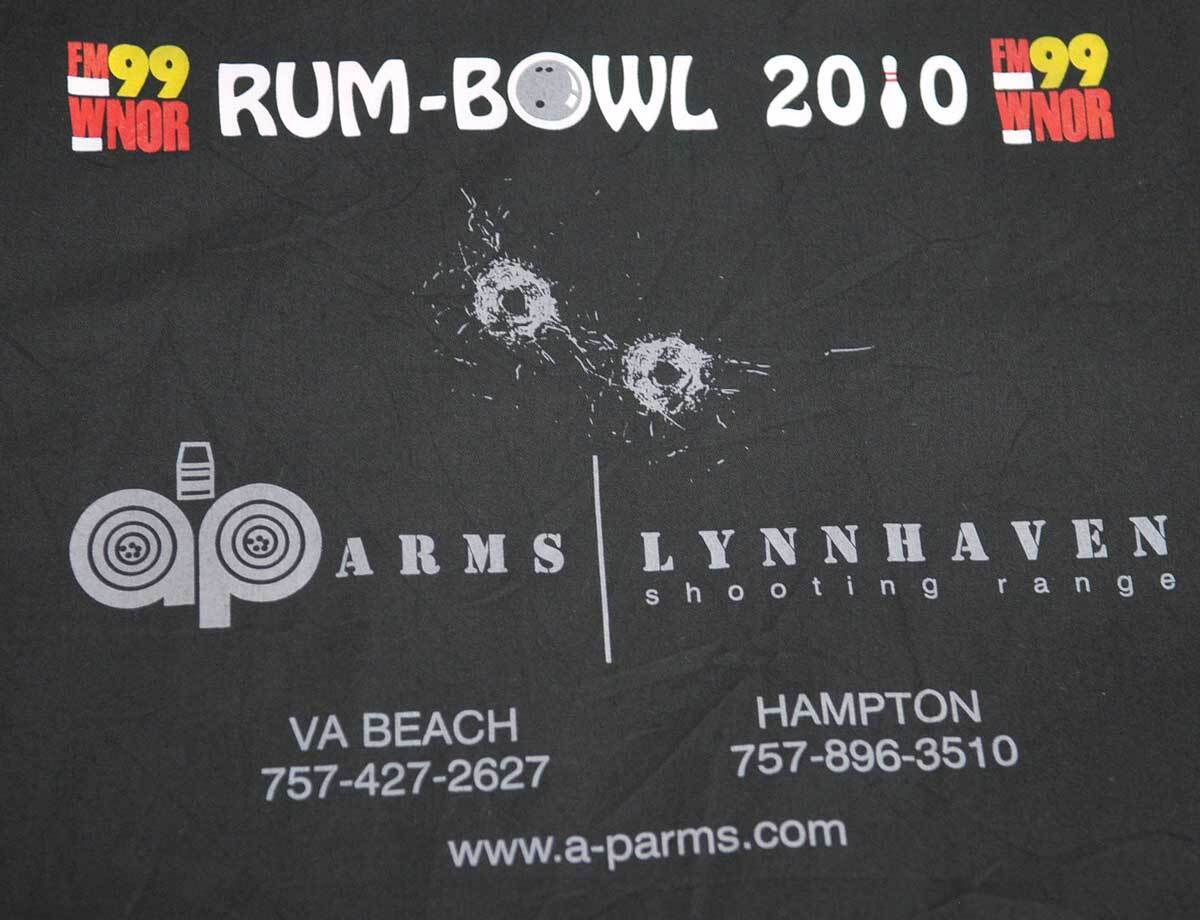 FM99
WNOR
RUM-BOWL 2010
FM99
WNOR
ap ARMS
LYNNHAVEN
shooting range
VA BEACH
757-427-2627
HAMPTON
757-896-3510
www.a-parms.com